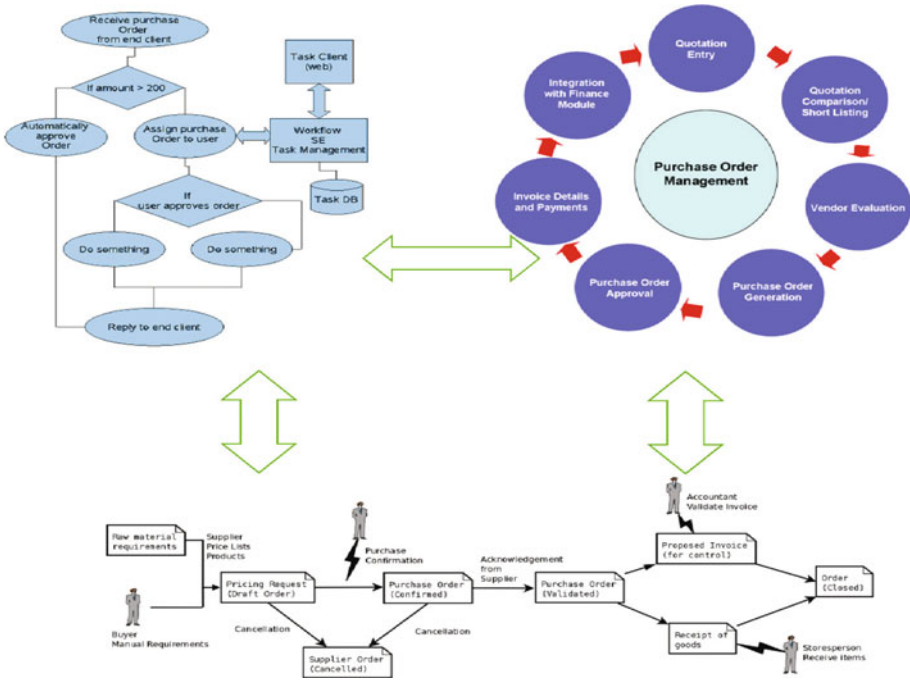 Receive purchase
Order
from end client
If amount > 200
Automatically
approve
Order
Assign purchase
Order to user
Task Client
(web)
Workflow
SE
Task Management
Task DB
If
user approves order
Do something
Do something
Reply to end client
Quotation
Entry
Quotation
Comparison/
Short Listing
Vendor Evaluation
Purchase Order
Generation
Purchase Order
Approval
Invoice Details
and Payments
Integration
with Finance
Module
Purchase Order
Management
Raw material
requirements
Supplier
Price Lists
Products
Buyer
Manual Requirements
Pricing Request
(Draft Order)
Cancellation
Purchase
Confirmation
Purchase Order
(Confirmed)
Cancellation
Supplier Order
(Cancelled)
Acknowledgement
from
Supplier
Purchase Order
(Validated)
Accountant
Validate Invoice
Proposed Invoice
(for control)
Receipt of
goods
Storesperson
Receive items
Order
(Closed)